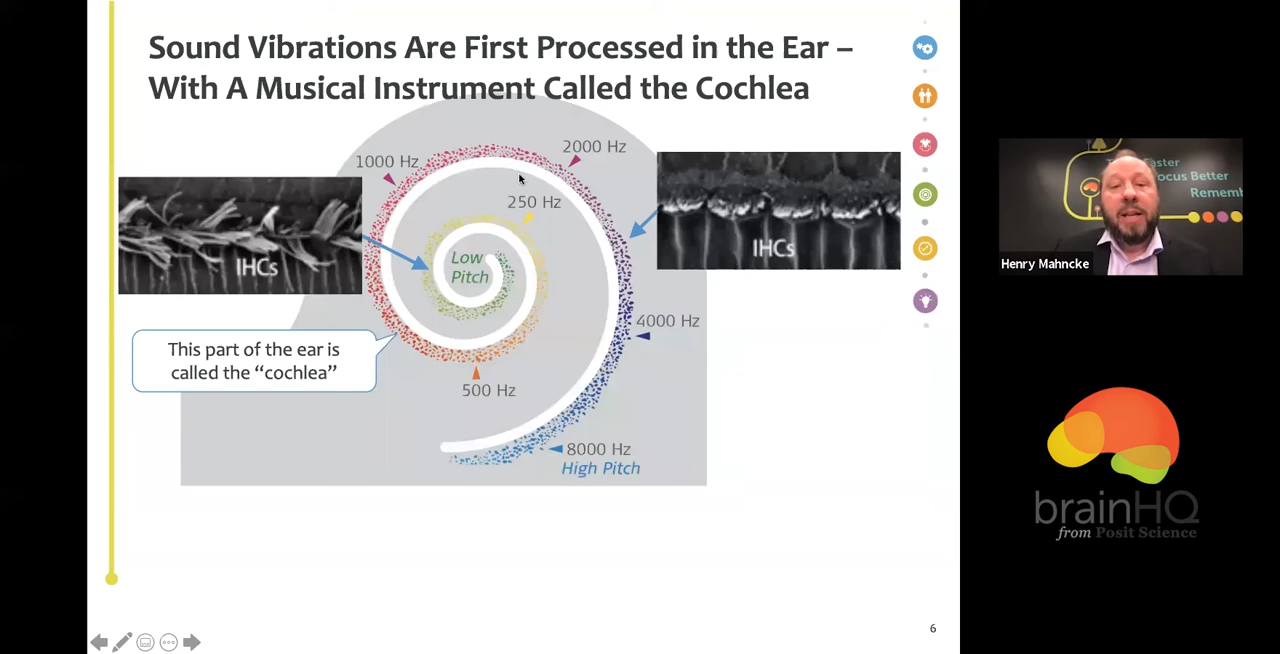 Sound Vibrations Are First Processed in the Ear –
With A Musical Instrument Called the Cochlea
1000 Hz
2000 Hz
250 Hz
IHCs
IHCs
Low
Pitch
4000 Hz
This part of the ear is
called the “cochlea”
500 Hz
8000 Hz
High Pitch
6
Focus Better
Henry Mahncke
brainHQ
from Posit Science